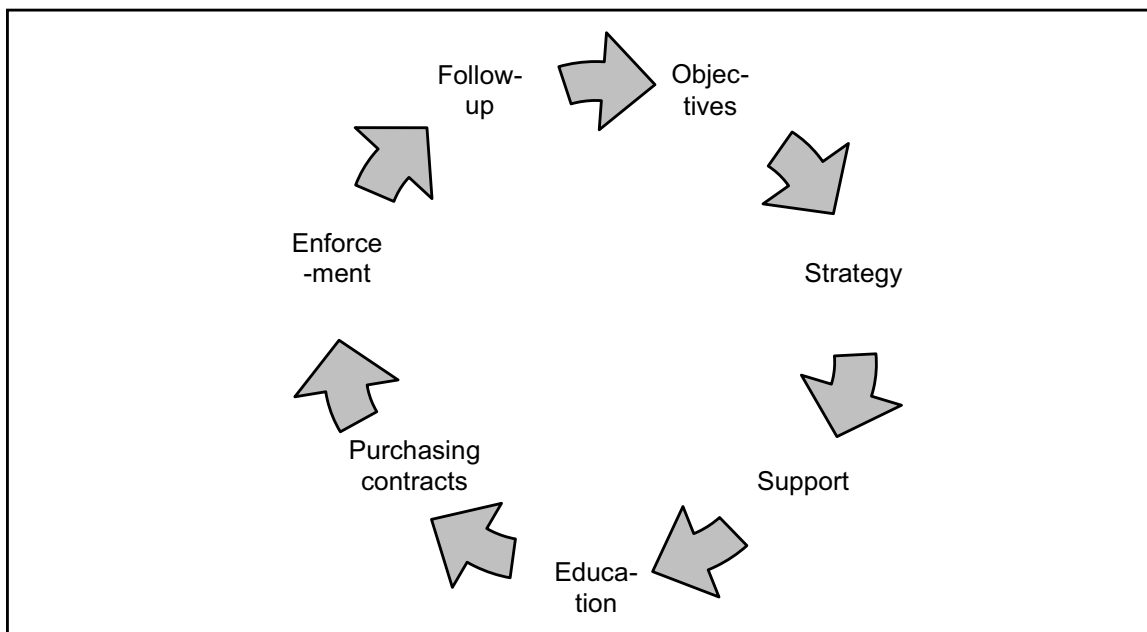 Follow-
up
Objec-
tives
Enforce
-ment
Strategy
Purchasing
contracts
Support
Educa-
tion